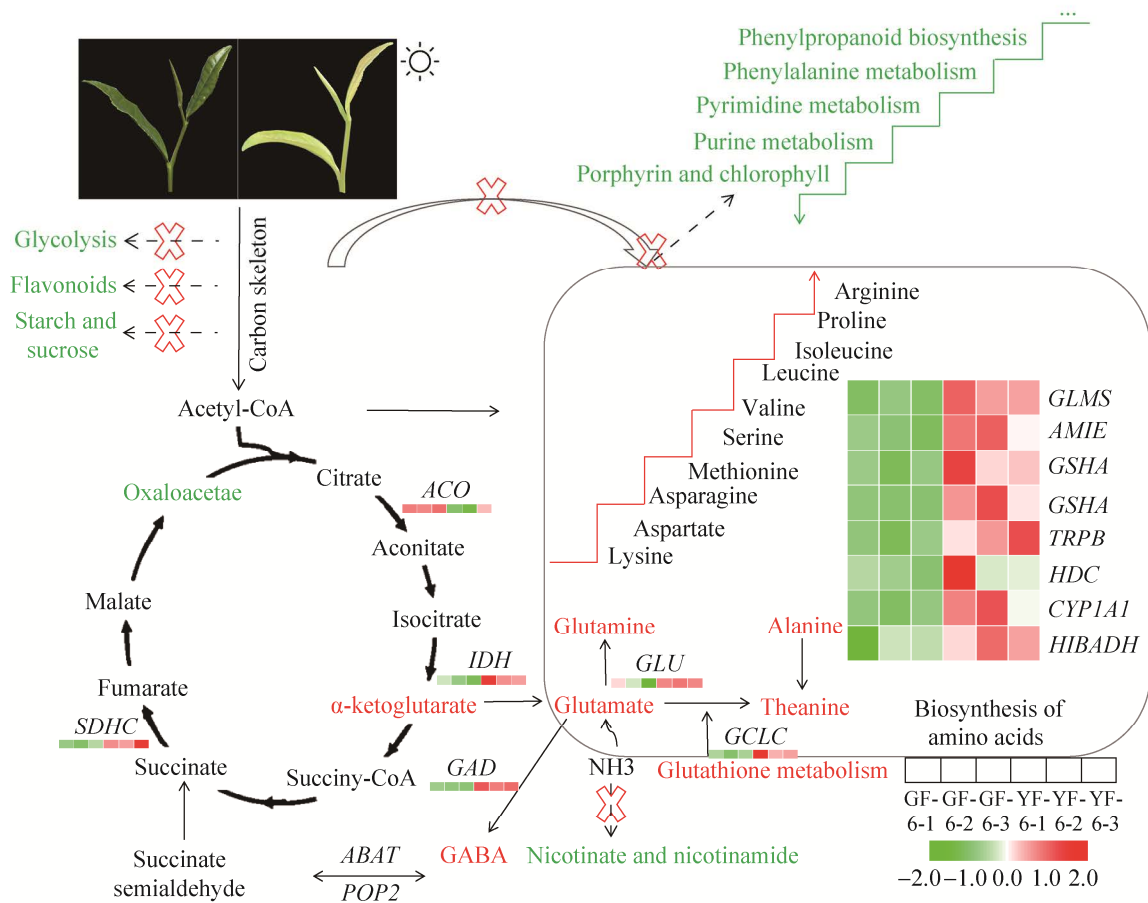 ...
Phenylpropanoid biosynthesis
Phenylalanine metabolism
Pyrimidine metabolism
Purine metabolism
Porphyrin and chlorophyll
Glycolysis
Flavonoids
Starch and
sucrose
Carbon skeleton
Acetyl-CoA
Citrate
ACO
Aconitate
Isocitrate
IDH
α-ketoglutarate
Succiny-CoA
Succinate
SDHC
Fumarate
Malate
Oxaloacetae
GAD
Succinate
semialdehyde
ABAT
POP2
GABA
Arginine
Proline
Isoleucine
Leucine
Valine
Serine
Methionine
Asparagine
Aspartate
Lysine
Glutamine
Alanine
GLU
Glutamate
Theanine
GCLC
NH3
Glutathione metabolism
Nicotinate and nicotinamide
GLMS
AMIE
GSHA
GSHA
TRPB
HDC
CYP1A1
HIBADH
Biosynthesis of
amino acids
GF- GF- GF- YF- YF- YF-
6-1 6-2 6-3 6-1 6-2 6-3
−2.0 −1.0 0.0 1.0 2.0